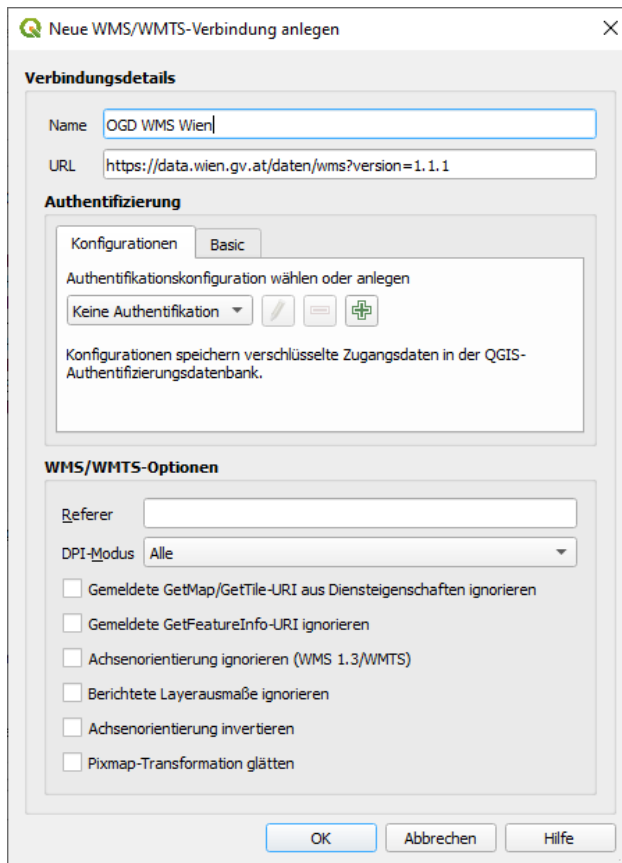 Neue WMS/WMTS-Verbindung anlegen
Verbindungsdetails
Name OGD WMS Wien
URL https://data.wien.gv.at/daten/wms?version=1.1.1
Authentifizierung
Konfigurationen Basic
Authentifikationskonfiguration wählen oder anlegen
Keine Authentifikation
Konfigurationen speichern verschlüsselte Zugangsdaten in der QGIS-
Authentifizierungsdatenbank.
WMS/WMTS-Optionen
Referer
DPI-Modus Alle
Gemeldete GetMap/GetTile-URI aus Diensteigenschaften ignorieren
Gemeldete GetFeatureInfo-URI ignorieren
Achsenorientierung ignorieren (WMS 1.3/WMTS)
Berichtete Layerausmaße ignorieren
Achsenorientierung invertieren
Pixmap-Transformation glätten
OK Abbrechen Hilfe